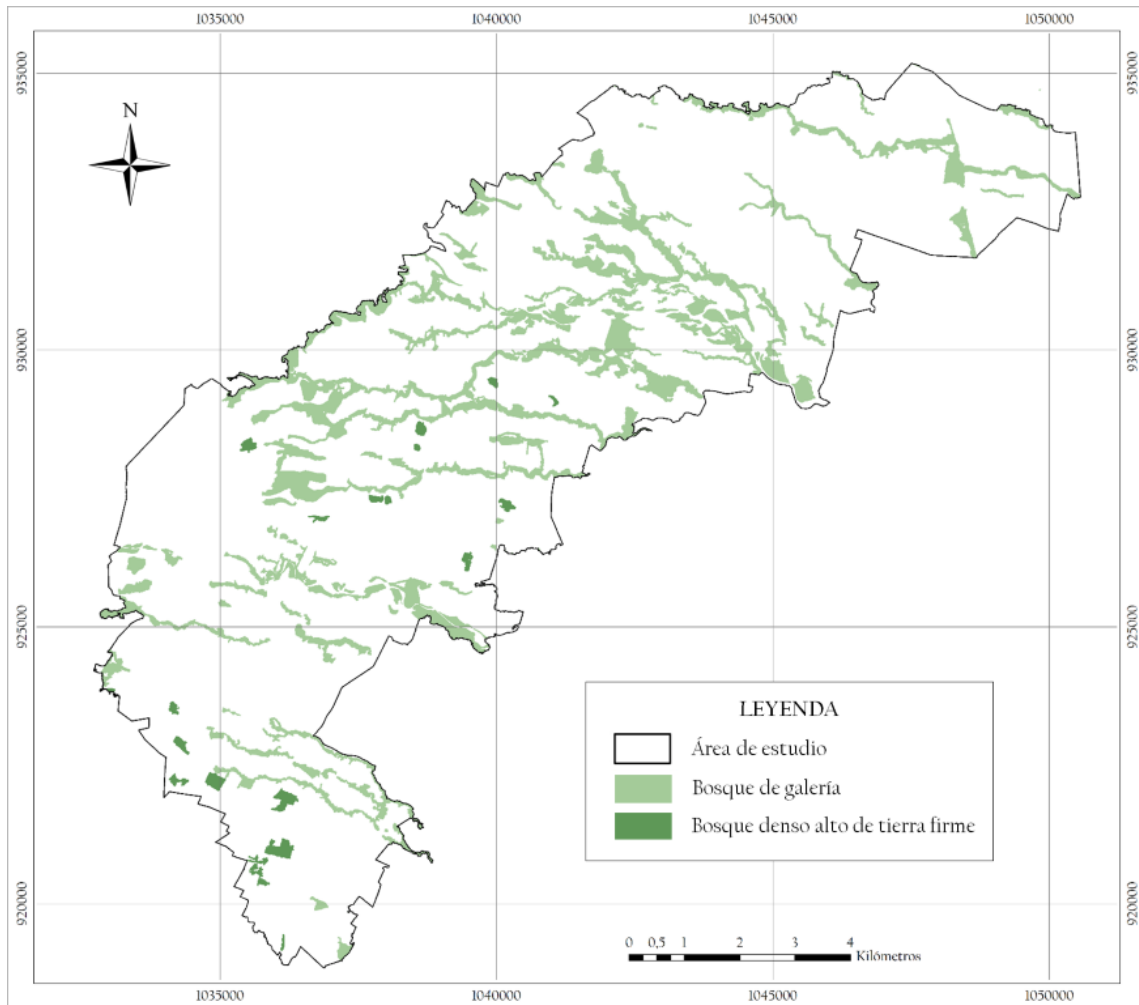 1035000 1040000 1045000 1050000
935000 935000
N
930000 930000
925000 925000
LEYENDA
Área de estudio
Bosque de galería
Bosque denso alto de tierra firme
920000 920000
0 0,5 1 2 3 4
Kilómetros
1035000 1040000 1045000 1050000